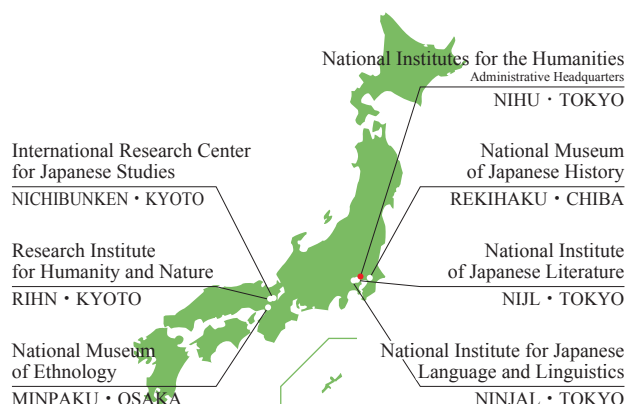 National Institutes for the Humanities
Administrative Headquarters
NIHU・TOKYO
International Research Center
for Japanese Studies
NICHIBUNKEN・KYOTO
National Museum
of Japanese History
REKIHAKU・CHIBA
Research Institute
for Humanity and Nature
RIHN・KYOTO
National Institute
of Japanese Literature
NIJL・TOKYO
National Museum
of Ethnology
MINPAKU・OSAKA
National Institute for Japanese
Language and Linguistics
NINJAL・TOKYO